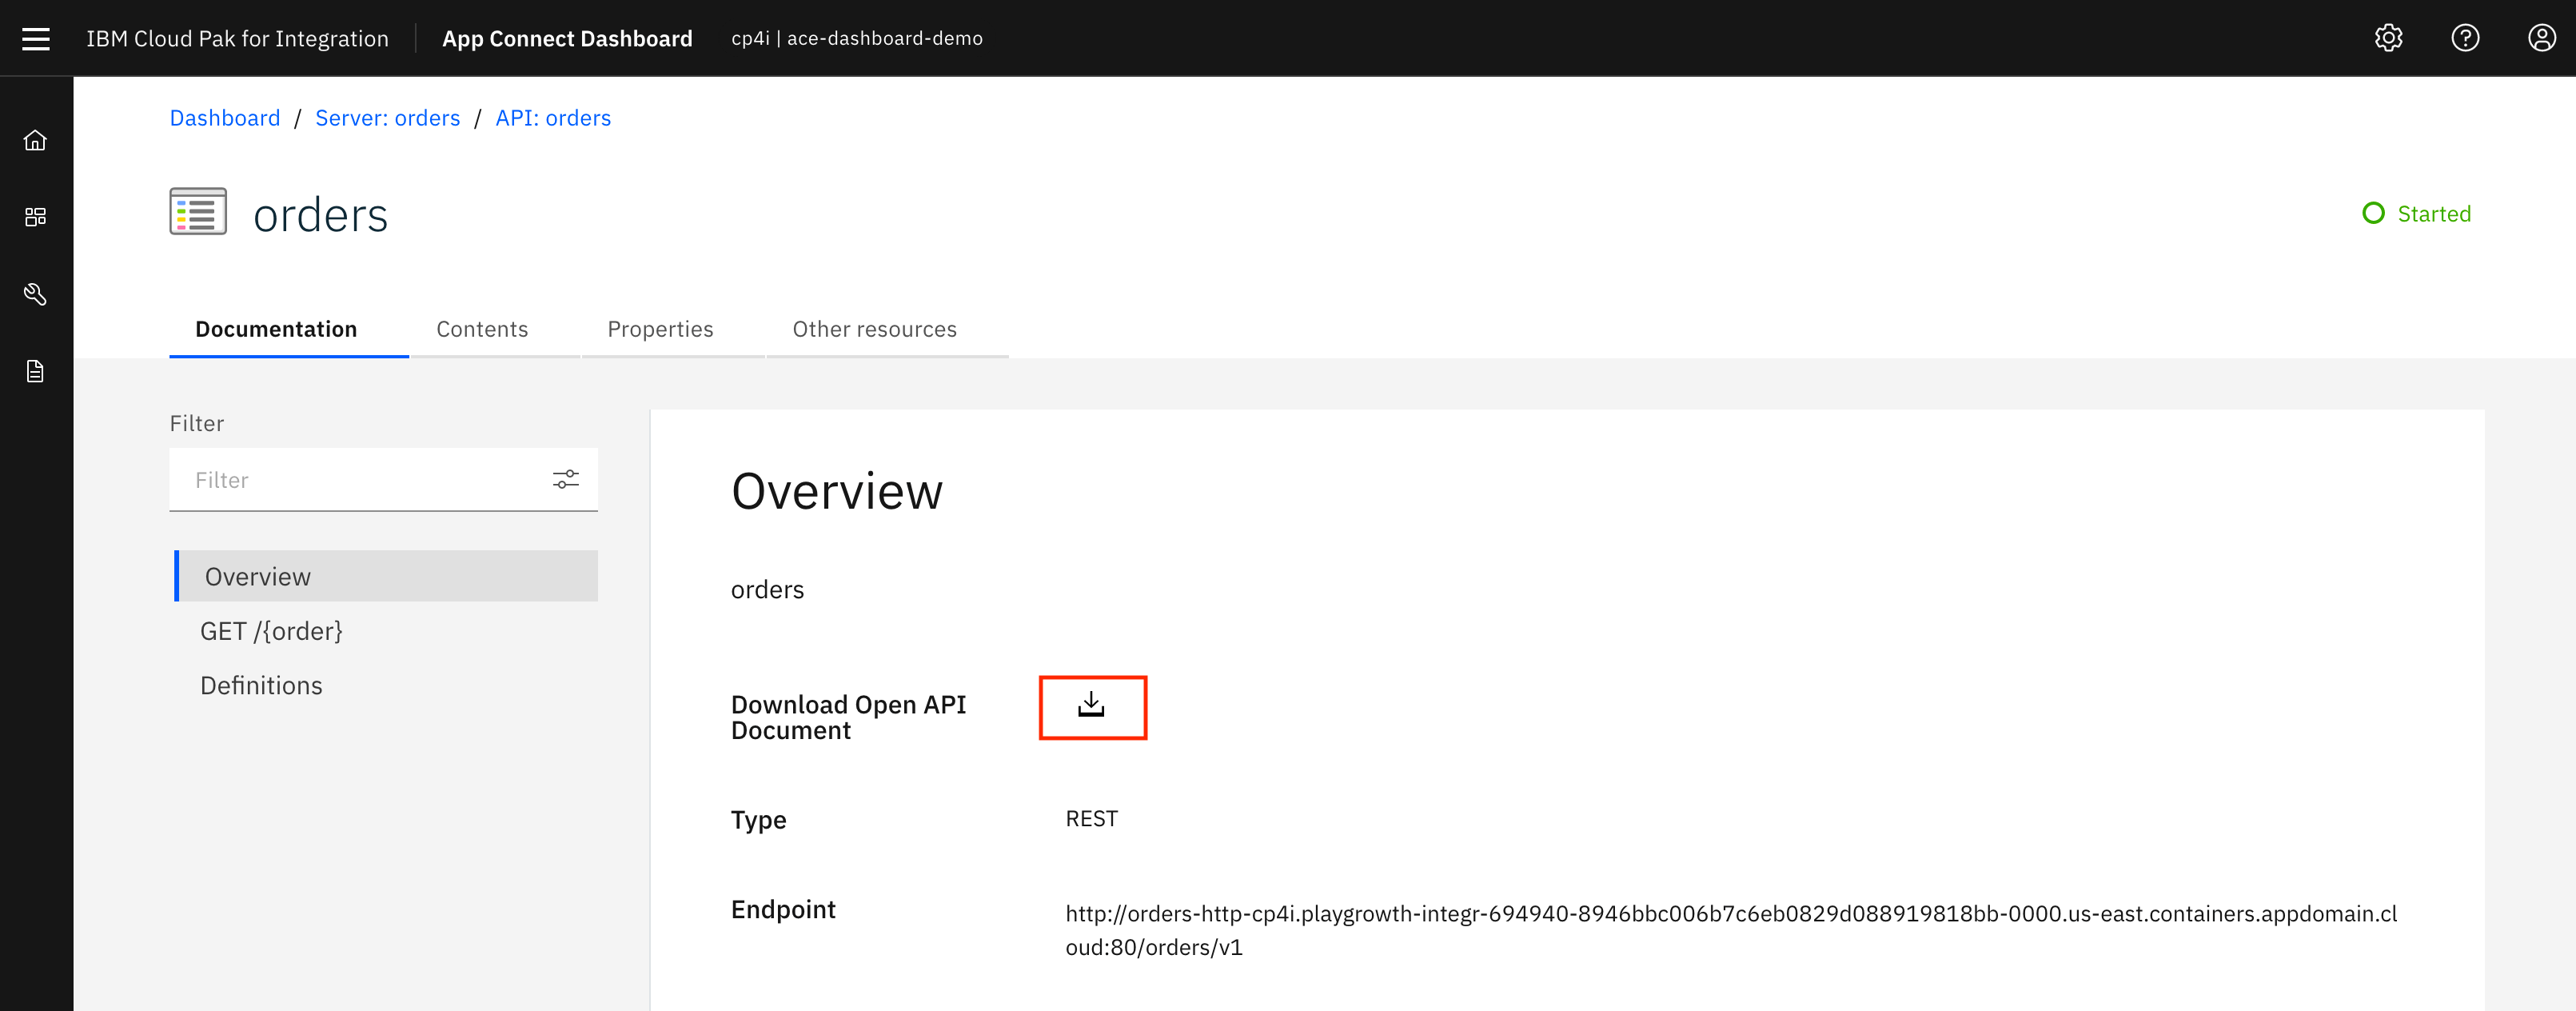 IBM Cloud Pak for Integration
App Connect Dashboard
cp4i | ace-dashboard-demo
Dashboard / Server: orders / API: orders
orders
Started
Documentation
Contents
Properties
Other resources
Filter
Filter
Overview
GET /{order}
Definitions
Overview
orders
Download Open API
Document
Type
REST
Endpoint
http://orders-http-cp4i.playgrowth-integr-694940-8946bbc006b7c6eb0829d088919818bb-0000.us-east.containers.appdomain.cl
oud:80/orders/v1